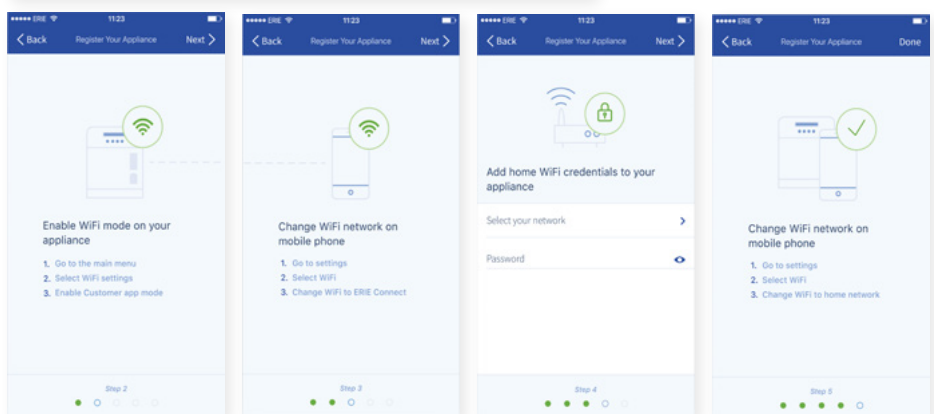 ERIE 11:23
< Back Register Your Appliance Next >
Enable WiFi mode on your
appliance
1. Go to the main menu
2. Select WiFi settings
3. Enable Customer app mode
Step 2
ERIE 11:23
< Back Register Your Appliance Next >
Change WiFi network on
mobile phone
1. Go to settings
2. Select WiFi
3. Change WiFi to ERIE Connect
Step 3
ERIE 11:23
< Back Register Your Appliance Next >
Add home WiFi credentials to your
appliance
Select your network >
Password
Step 4
ERIE 11:23
< Back Register Your Appliance Done
Change WiFi network on
mobile phone
1. Go to settings
2. Select WiFi
3. Change WiFi to home network
Step 5